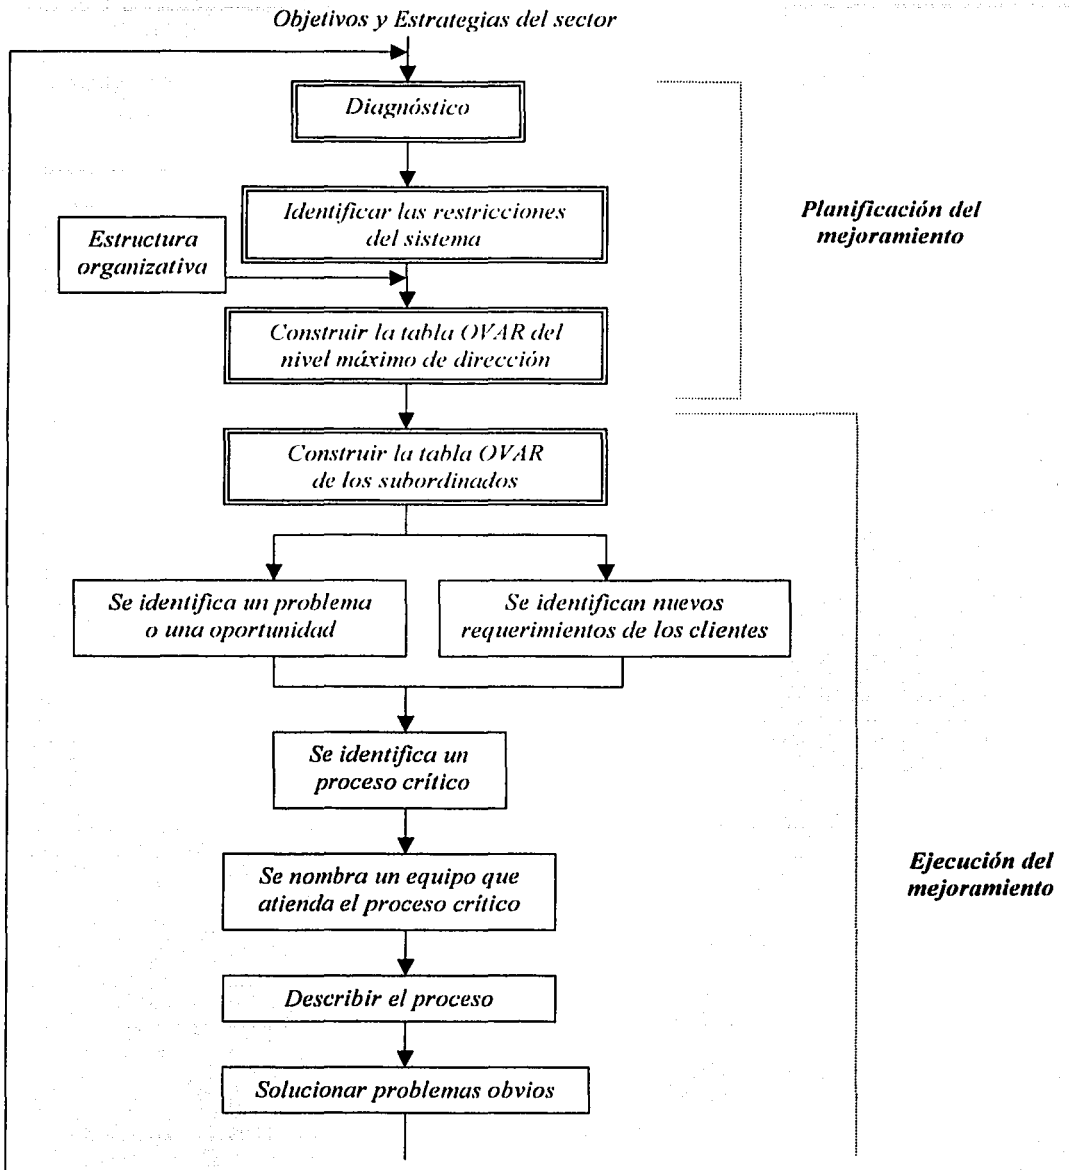 Objetivos y Estrategias del sector
Diagnóstico
Identificar las restricciones
del sistema
Estructura
organizativa
Construir la tabla OVAR del
nivel máximo de dirección
Planificación del
mejoramiento
Construir la tabla OVAR
de los subordinados
Se identifica un problema
o una oportunidad
Se identifican nuevos
requerimientos de los clientes
Se identifica un
proceso crítico
Se nombra un equipo que
atienda el proceso crítico
Describir el proceso
Solucionar problemas obvios
Ejecución del
mejoramiento